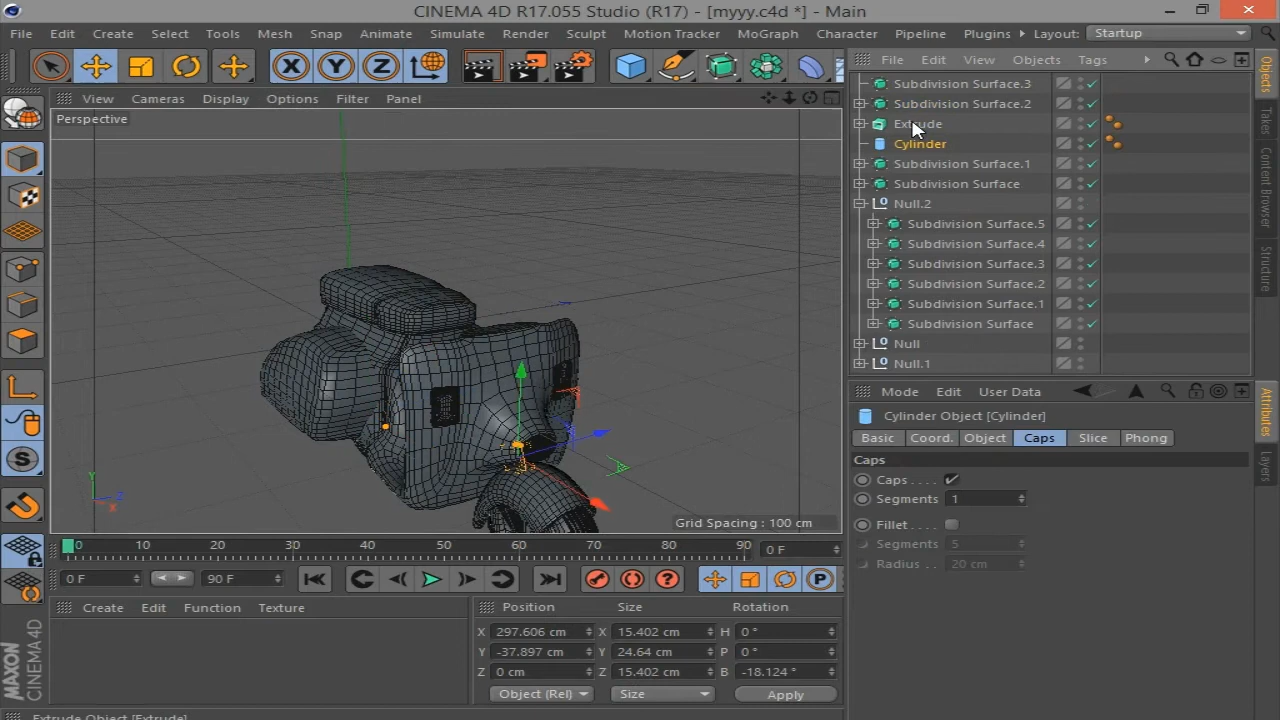 CINEMA 4D R17.055 Studio (R17) - [myyy.c4d *] - Main
File Edit Create Select Tools Mesh Snap Animate Simulate Render Sculpt Motion Tracker MoGraph Character Pipeline Plugins Layout: Startup
File Edit View Objects Tags
View Cameras Display Options Filter Panel
Perspective
Subdivision Surface.3
Subdivision Surface.2
Extrude
Cylinder
Subdivision Surface.1
Subdivision Surface
Null.2
Subdivision Surface.5
Subdivision Surface.4
Subdivision Surface.3
Subdivision Surface.2
Subdivision Surface.1
Subdivision Surface
Null
Null.1
Objects
Takes
Content Browser
Structure
Y
Z
X
Grid Spacing : 100 cm
Mode Edit User Data
Cylinder Object [Cylinder]
Basic Coord. Object Caps Slice Phong
Caps
Caps . . . .
Segments 1
Fillet . . . .
Segments 5
Radius . . 20 cm
Attributes
Layers
0 10 20 30 40 50 60 70 80 90 0 F
0 F 90 F
Create Edit Function Texture
Position Size Rotation
X 297.606 cm X 15.402 cm H 0 °
Y -37.897 cm Y 24.64 cm P 0 °
Z 0 cm Z 15.402 cm B -18.124 °
Object (Rel) Size Apply
MAXON
CINEMA 4D
Extrude Object [Extrude]